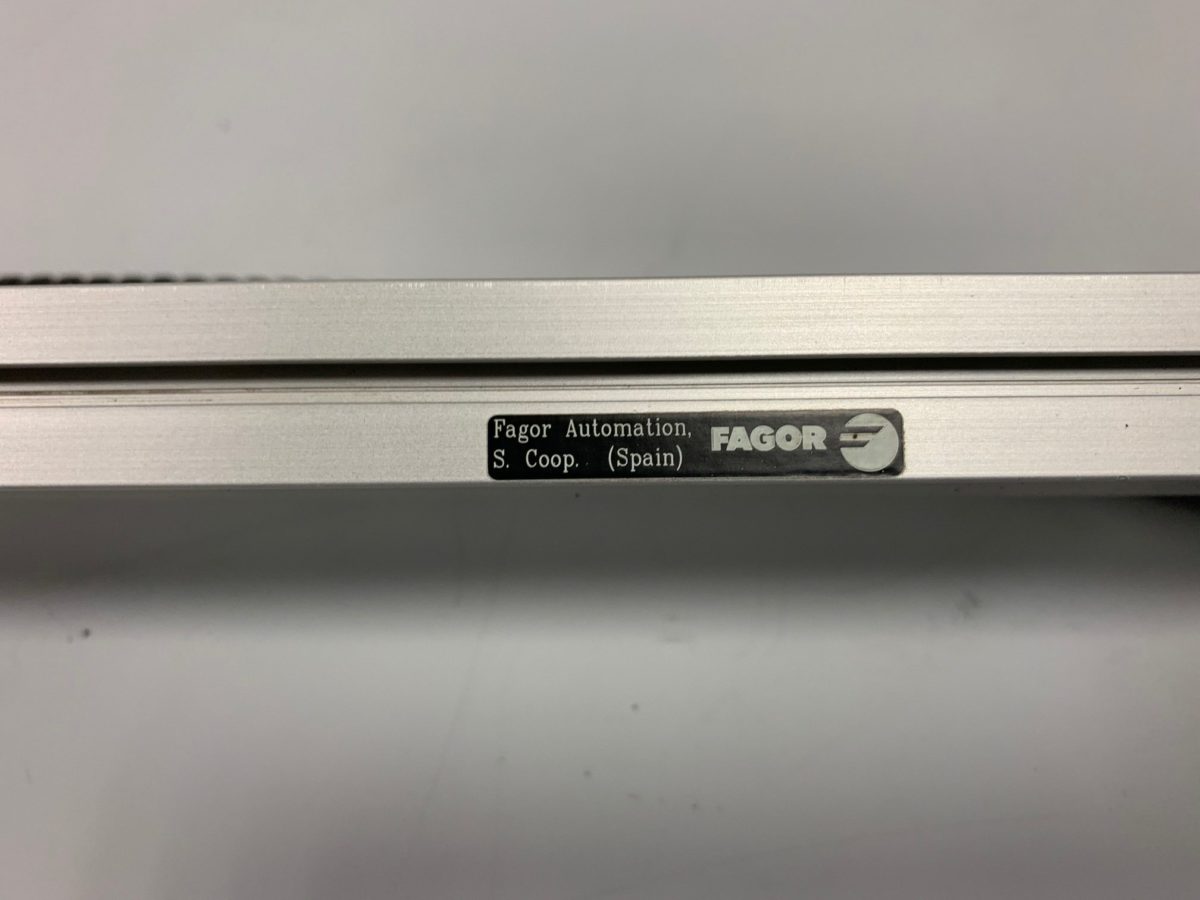 Fagor Automation,
S. Coop. (Spain)
FAGOR